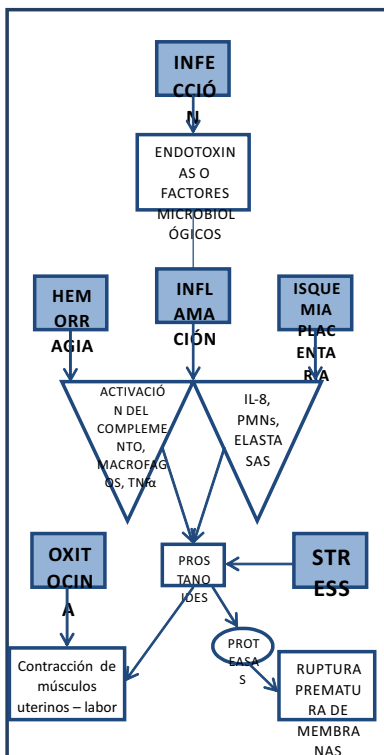 INFE
CCIÓ
N
ENDOTOXIN
AS O
FACTORES
MICROBIOL
ÓGICOS
HEM
ORR
AGIA
INFL
AMA
CIÓN
ISQUE
MIA
PLAC
ENTA
RIA
ACTIVACIÓ
N DEL
COMPLEME
NTO,
MACROFAG
OS, TNFα
IL-8,
PMNs,
ELASTA
SAS
OXIT
OCIN
A
PROS
TANO
IDES
STR
ESS
Contracción de
músculos
uterinos – labor
PROT
EASA
S
RUPTURA
PREMATU
RA DE
MEMBRA
NAS